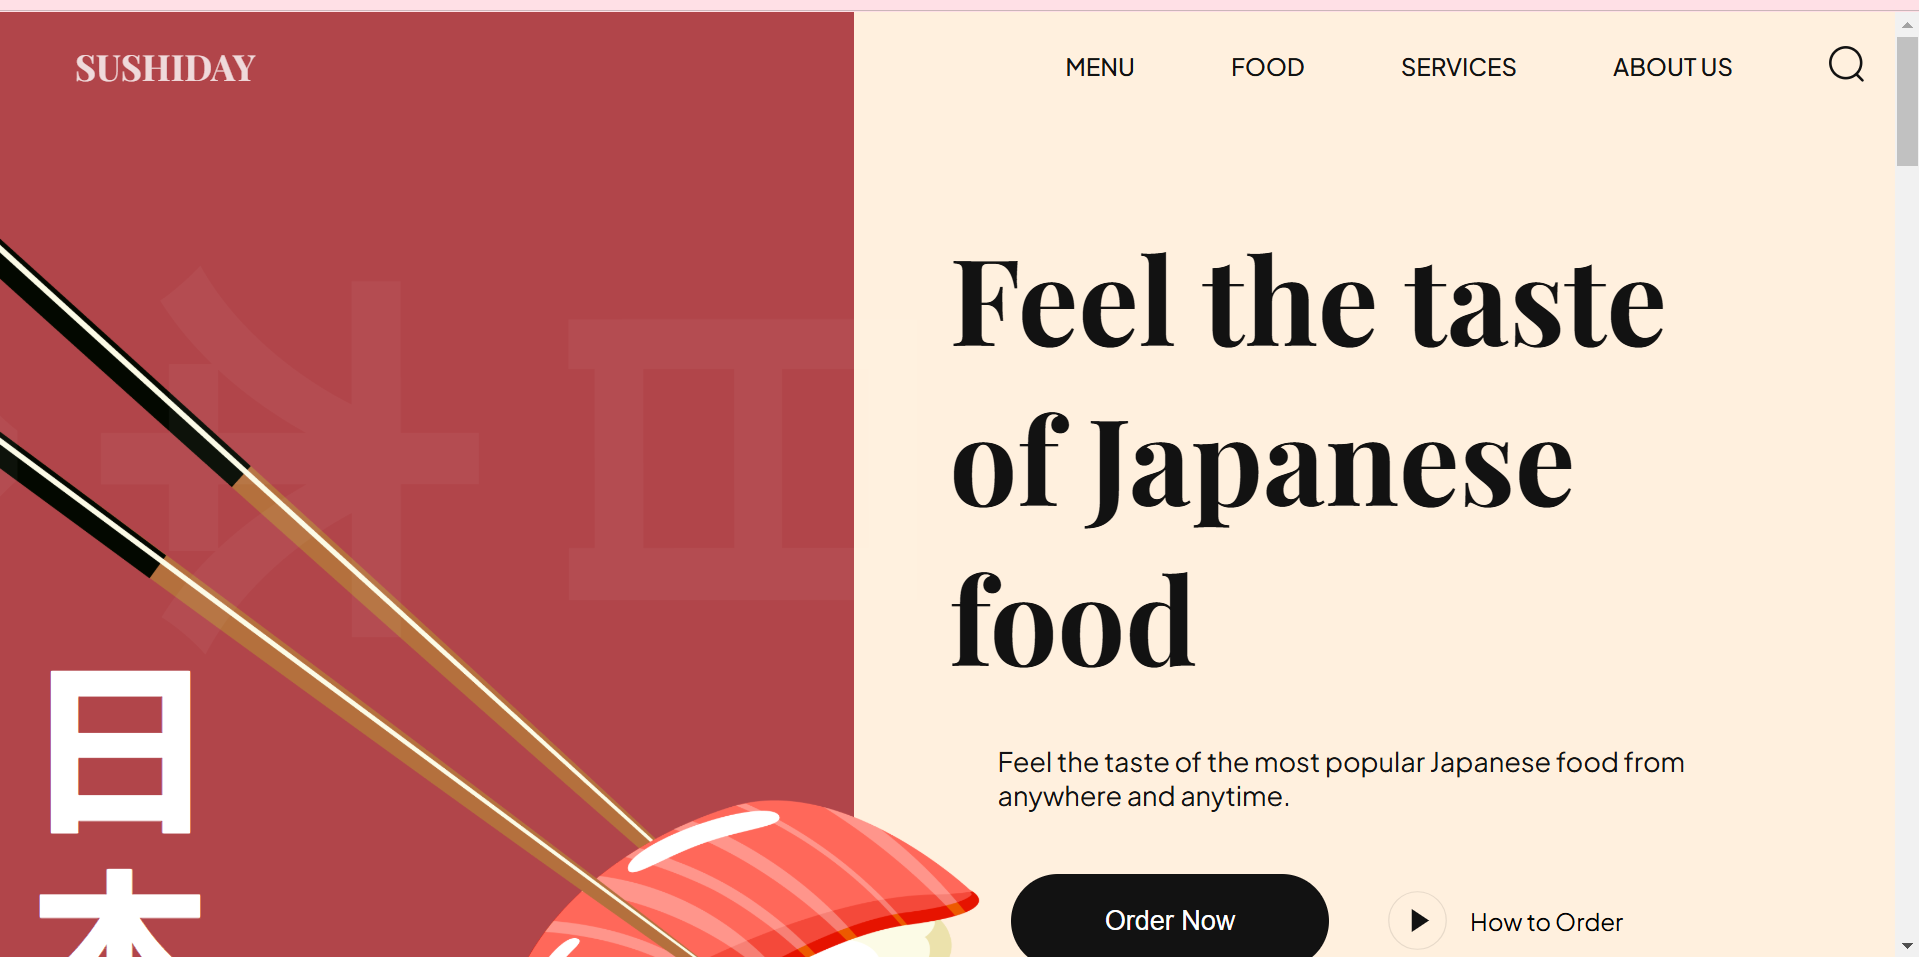 SUSHIDAY
MENU
FOOD
SERVICES
ABOUT US
Feel the taste
of Japanese
food
Feel the taste of the most popular Japanese food from
anywhere and anytime.
Order Now
How to Order
日
本